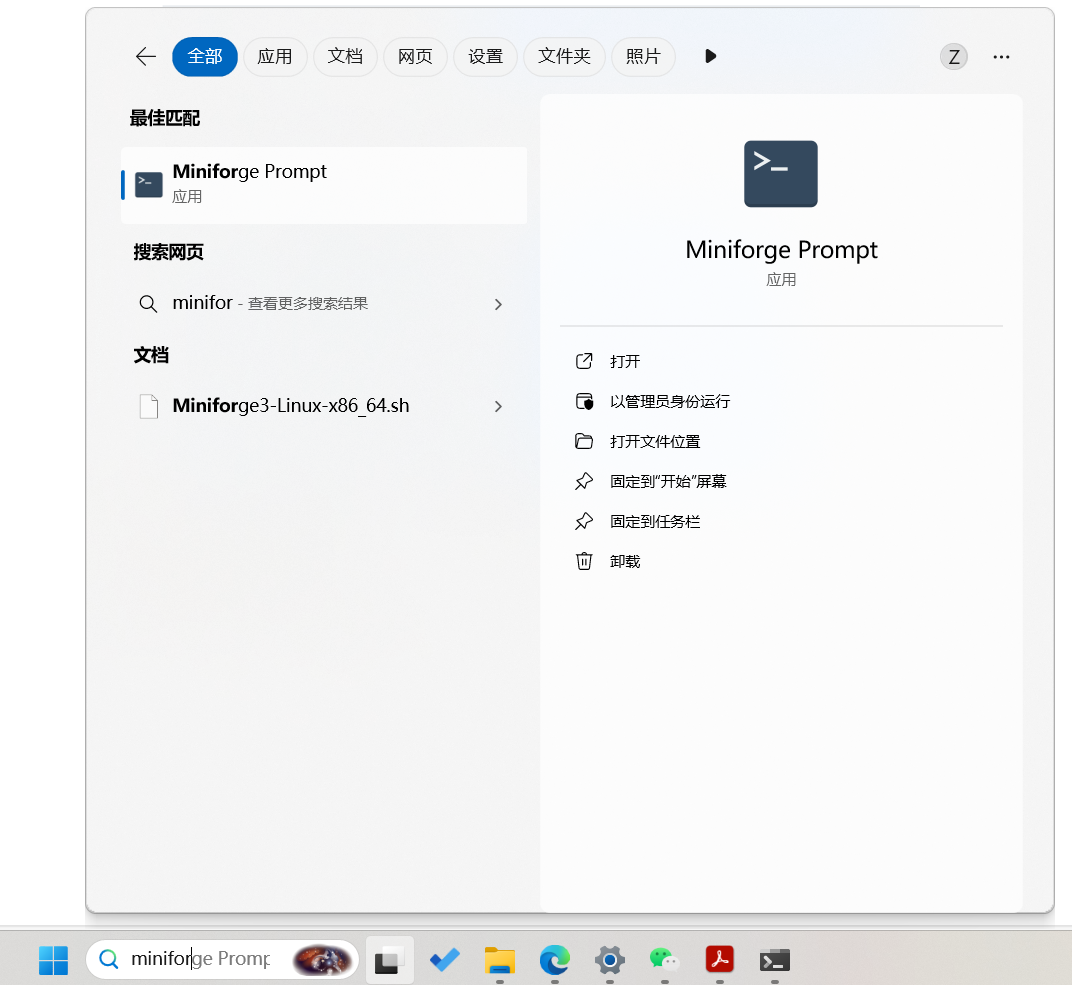 全部 应用 文档 网页 设置 文件夹 照片 Z
最佳匹配
Miniforge Prompt
应用
搜索网页
minifor - 查看更多搜索结果
文档
Miniforge3-Linux-x86_64.sh
>_
Miniforge Prompt
应用
打开
以管理员身份运行
打开文件位置
固定到“开始”屏幕
固定到任务栏
卸载
miniforge Promp